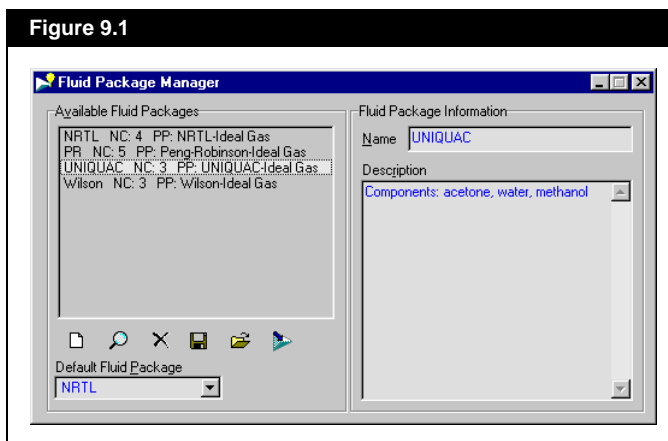 Figure 9.1
Fluid Package Manager
Available Fluid Packages
NRTL NC: 4 PP: NRTL-Ideal Gas
PR NC: 5 PP: Peng-Robinson-Ideal Gas
UNIQUAC NC: 3 PP: UNIQUAC-Ideal Gas
Wilson NC: 3 PP: Wilson-Ideal Gas
Default Fluid Package
NRTL
Fluid Package Information
Name UNIQUAC
Description
Components: acetone, water, methanol